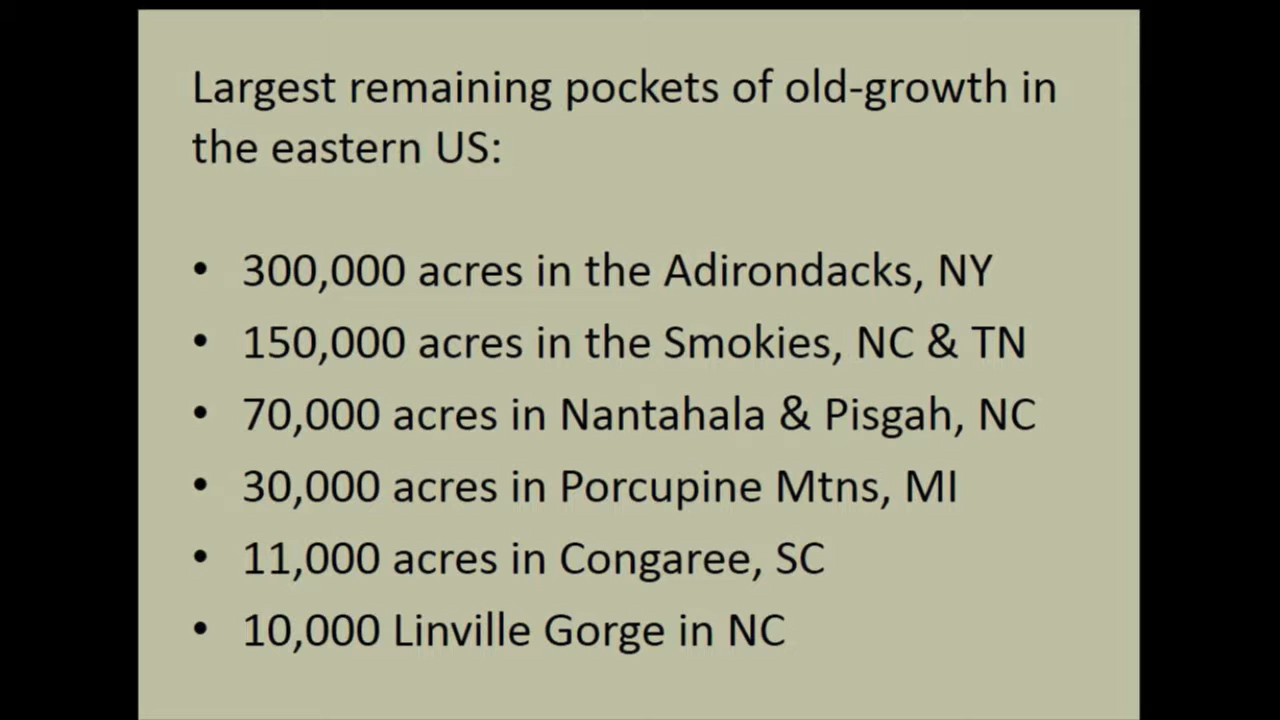 Largest remaining pockets of old-growth in
the eastern US:
• 300,000 acres in the Adirondacks, NY
• 150,000 acres in the Smokies, NC & TN
• 70,000 acres in Nantahala & Pisgah, NC
• 30,000 acres in Porcupine Mtns, MI
• 11,000 acres in Congaree, SC
• 10,000 Linville Gorge in NC